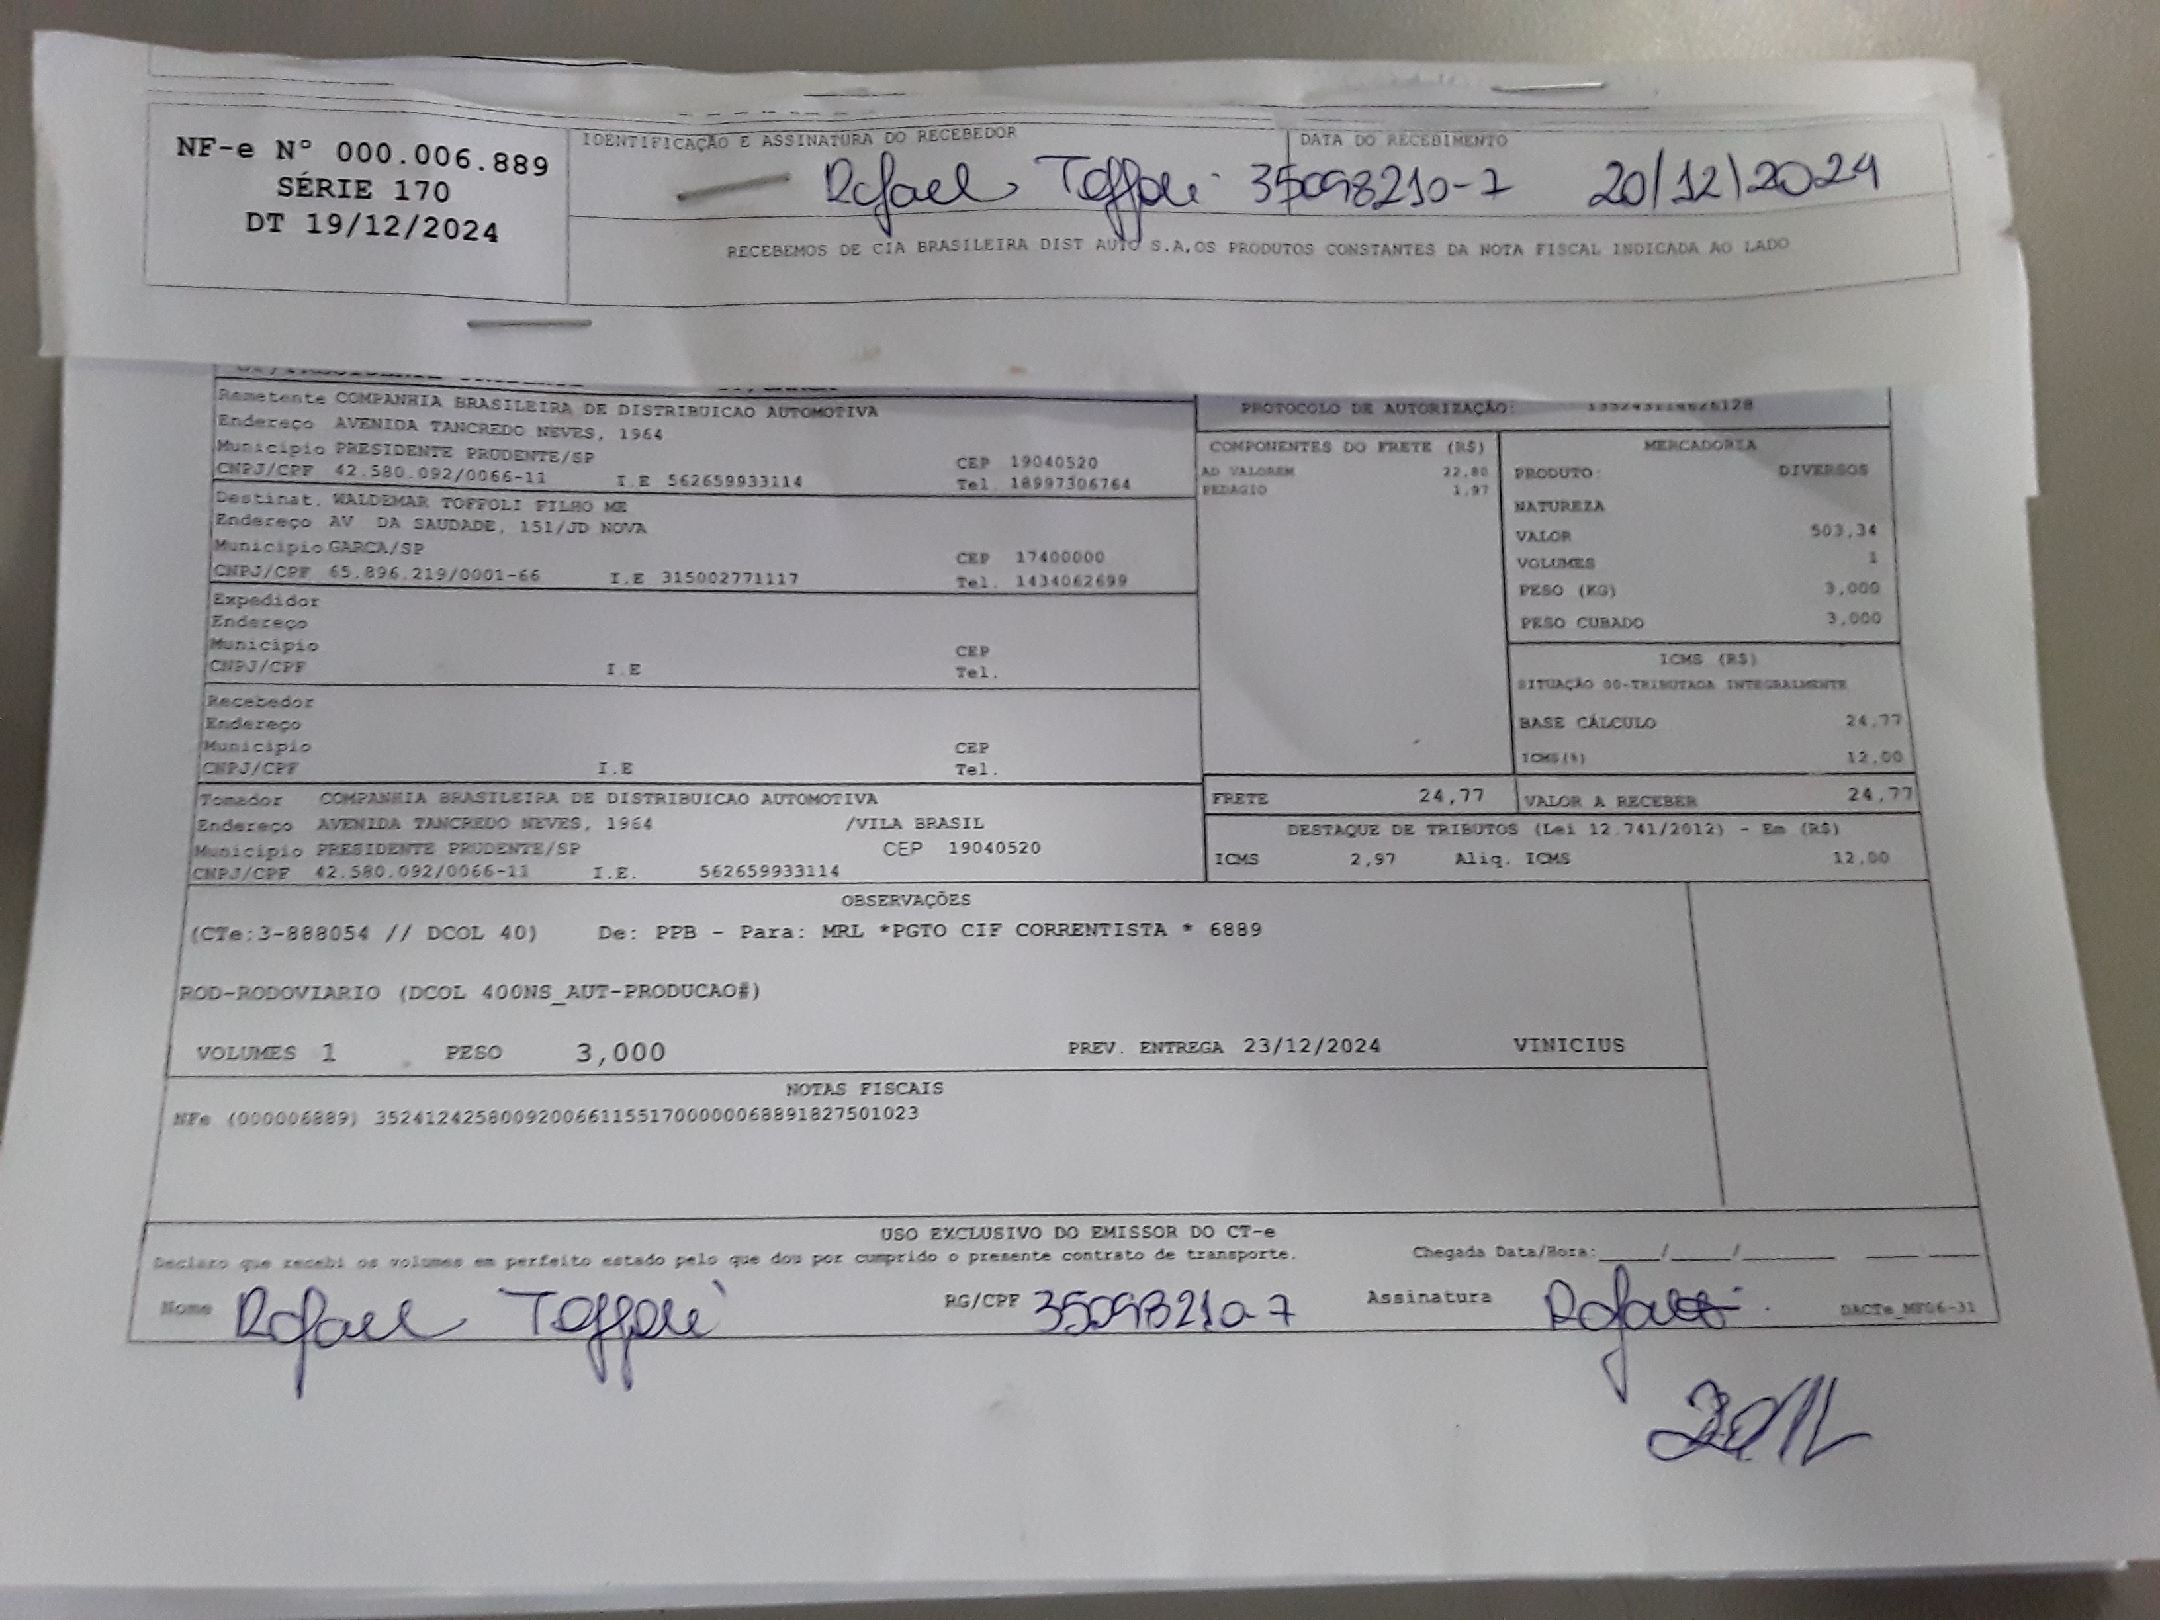 NF-e Nº 000.006.889
SÉRIE 170
DT 19/12/2024
IDENTIFICAÇÃO E ASSINATURA DO RECEBEDOR
DATA DO RECEBIMENTO
Rafael Toffoli 35098210-7 20/12/2024
RECEBEMOS DE CIA BRASILEIRA DIST AUTO S.A,OS PRODUTOS CONSTANTES DA NOTA FISCAL INDICADA AO LADO
Remetente COMPANHIA BRASILEIRA DE DISTRIBUICAO AUTOMOTIVA
Endereço AVENIDA TANCREDO NEVES, 1964
Município PRESIDENTE PRUDENTE/SP CEP 19040520
CNPJ/CPF 42.580.092/0066-11 I.E 562659933114 Tel. 18997306764
Destinat. WALDEMAR TOFFOLI FILHO ME
Endereço AV DA SAUDADE, 151/JD NOVA
Município GARCA/SP CEP 17400000
CNPJ/CPF 65.896.219/0001-66 I.E 315002771117 Tel. 1434062699
Expedidor
Endereço
Município CEP
CNPJ/CPF I.E Tel.
Recebedor
Endereço
Município CEP
CNPJ/CPF I.E Tel.
Tomador COMPANHIA BRASILEIRA DE DISTRIBUICAO AUTOMOTIVA
Endereço AVENIDA TANCREDO NEVES, 1964 /VILA BRASIL
Município PRESIDENTE PRUDENTE/SP CEP 19040520
CNPJ/CPF 42.580.092/0066-11 I.E. 562659933114
PROTOCOLO DE AUTORIZAÇÃO:
COMPONENTES DO FRETE (R$)
AD VALOREM 22,80
PEDAGIO 1,97
MERCADORIA
PRODUTO: DIVERSOS
NATUREZA
VALOR 503,34
VOLUMES 1
PESO (KG) 3,000
PESO CUBADO 3,000
ICMS (R$)
SITUAÇÃO 00-TRIBUTADA INTEGRALMENTE
BASE CÁLCULO 24,77
ICMS(%) 12,00
FRETE 24,77 VALOR A RECEBER 24,77
DESTAQUE DE TRIBUTOS (Lei 12.741/2012) - Em (R$)
ICMS 2,97 Aliq. ICMS 12,00
OBSERVAÇÕES
(CTe:3-888054 // DCOL 40) De: PPB - Para: MRL *PGTO CIF CORRENTISTA * 6889
ROD-RODOVIARIO (DCOL 400NS_AUT-PRODUCAO#)
VOLUMES 1 PESO 3,000 PREV. ENTREGA 23/12/2024 VINICIUS
NOTAS FISCAIS
NFe (000006889) 35241242580092006611551700000068891827501023
USO EXCLUSIVO DO EMISSOR DO CT-e
Declaro que recebi os volumes em perfeito estado pelo que dou por cumprido o presente contrato de transporte. Chegada Data/Hora:_____/_____/________ ____ ____
Nome Rafael Toffoli RG/CPF 35098210-7 Assinatura Rafael DACTe_MF06-31